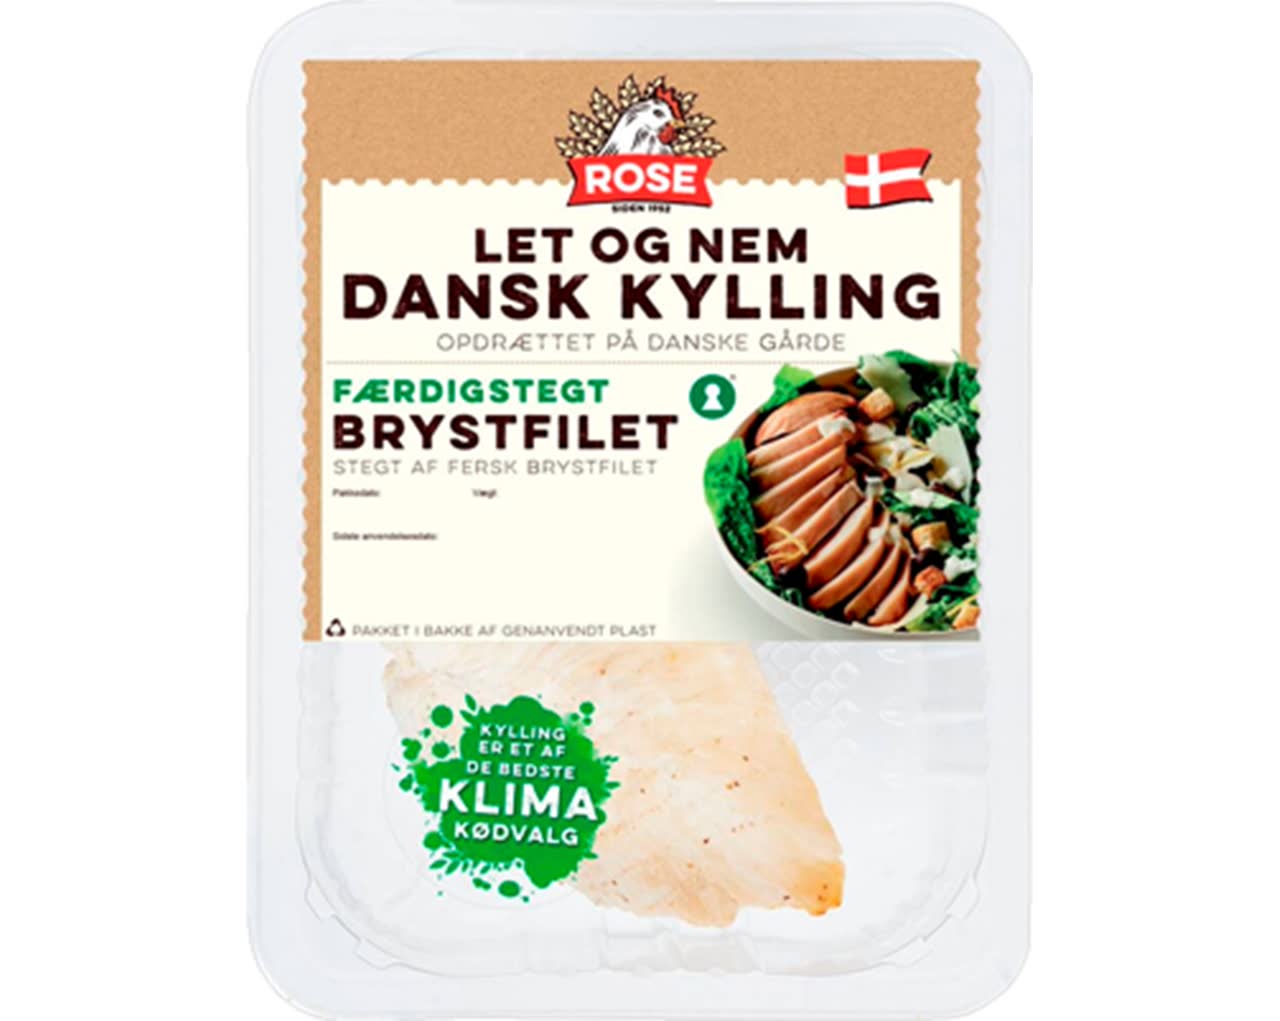 ROSE
SIDEN 1952
LET OG NEM
DANSK KYLLING
OPDRÆTTET PÅ DANSKE GÅRDE
FÆRDIGSTEGT
BRYSTFILET
STEGT AF FERSK BRYSTFILET
Pakkedato: Vægt:
Sidste anvendelsesdato:
PAKKET I BAKKE AF GENANVENDT PLAST
KYLLING
ER ET AF
DE BEDSTE
KLIMA
KØDVALG